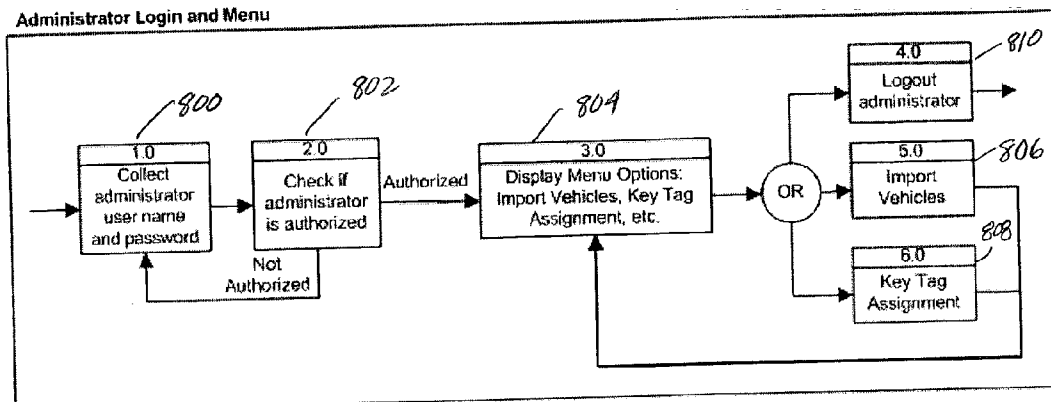 Administrator Login and Menu
800
1.0
Collect
administrator
user name
and password
802
2.0
Check if
administrator
is authorized
Authorized
Not
Authorized
804
3.0
Display Menu Options:
Import Vehicles, Key Tag
Assignment, etc.
OR
810
4.0
Logout
administrator
806
5.0
Import
Vehicles
808
6.0
Key Tag
Assignment